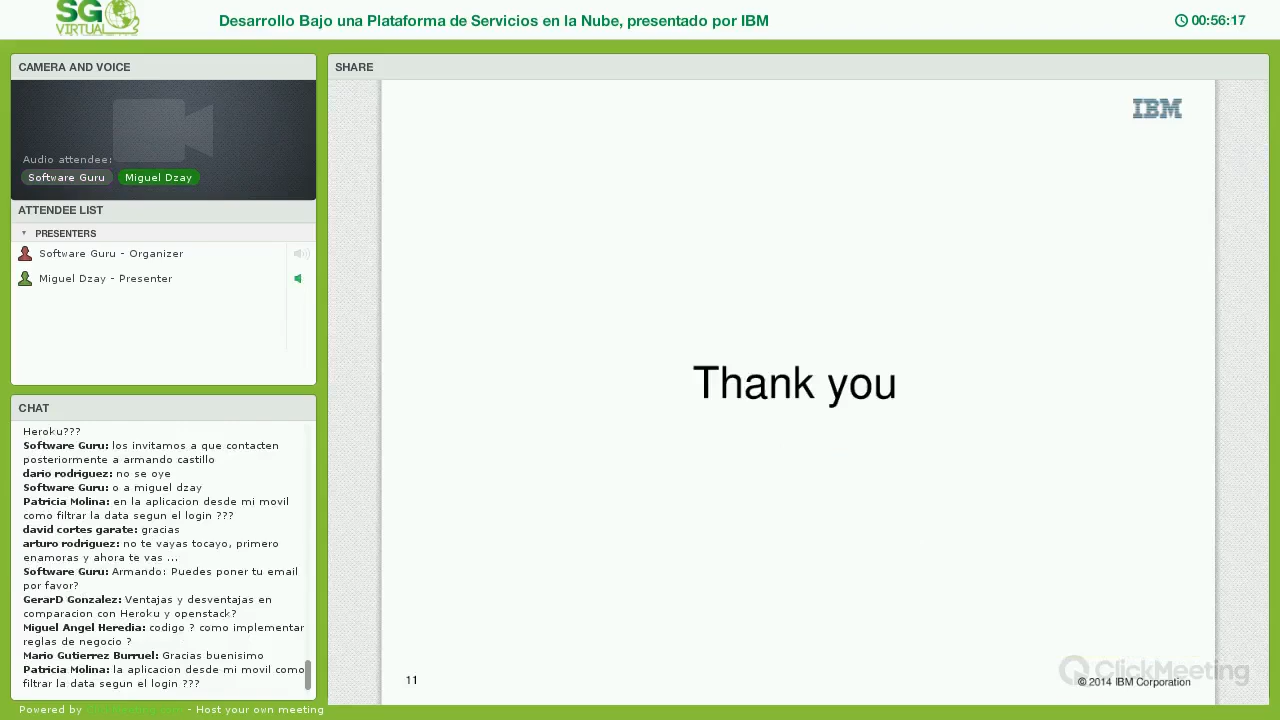 SG
VIRTUAL
Desarrollo Bajo una Plataforma de Servicios en la Nube, presentado por IBM
00:56:17
CAMERA AND VOICE
Audio attendee:
Software Guru
Miguel Dzay
ATTENDEE LIST
PRESENTERS
Software Guru - Organizer
Miguel Dzay - Presenter
CHAT
Heroku???
Software Guru: los invitamos a que contacten
posteriormente a armando castillo
dario rodriguez: no se oye
Software Guru: o a miguel dzay
Patricia Molina: en la aplicacion desde mi movil
como filtrar la data segun el login ???
david cortes garate: gracias
arturo rodriguez: no te vayas tocayo, primero
enamoras y ahora te vas ...
Software Guru: Armando: Puedes poner tu email
por favor?
GerarD Gonzalez: Ventajas y desventajas en
comparacion con Heroku y openstack?
Miguel Angel Heredia: codigo ? como implementar
reglas de negocio ?
Mario Gutierrez Burruel: Gracias buenisimo
Patricia Molina: la aplicacion desde mi movil como
filtrar la data segun el login ???
Powered by ClickMeeting.com - Host your own meeting
SHARE
IBM
Thank you
11
ClickMeeting
© 2014 IBM Corporation